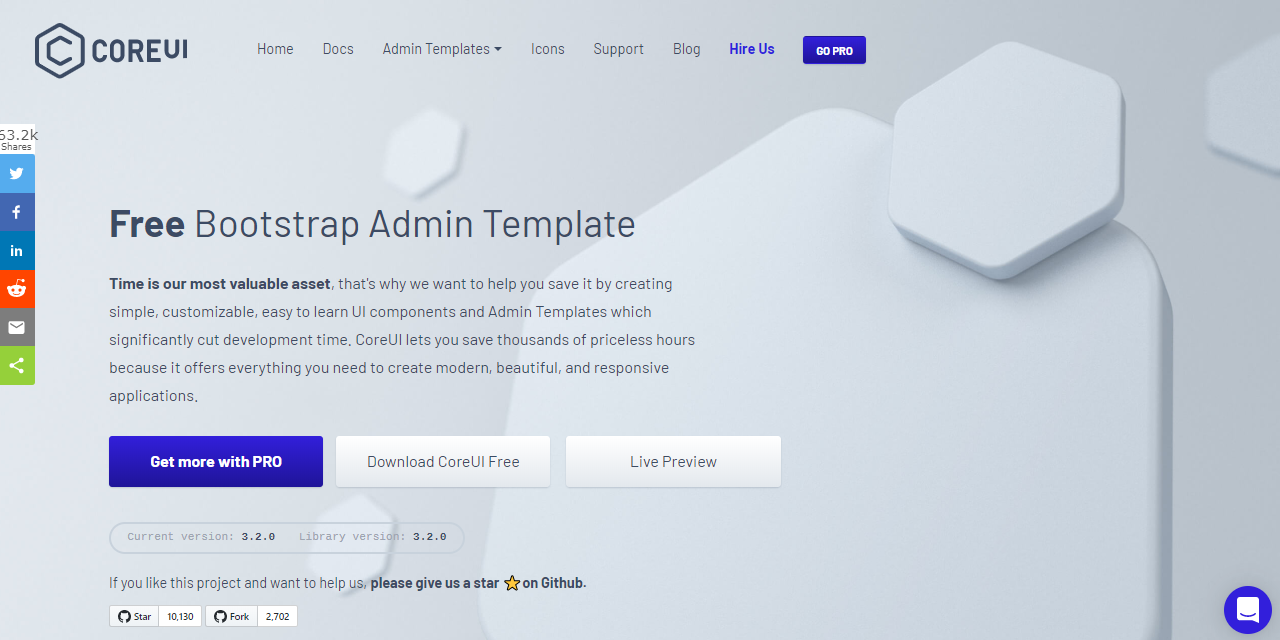 COREUI
Home Docs Admin Templates Icons Support Blog Hire Us GO PRO
63.2k
Shares
Free Bootstrap Admin Template
Time is our most valuable asset, that's why we want to help you save it by creating
simple, customizable, easy to learn UI components and Admin Templates which
significantly cut development time. CoreUI lets you save thousands of priceless hours
because it offers everything you need to create modern, beautiful, and responsive
applications.
Get more with PRO Download CoreUI Free Live Preview
Current version: 3.2.0 Library version: 3.2.0
If you like this project and want to help us, please give us a star ⭐ on Github.
Star 10,130 Fork 2,702